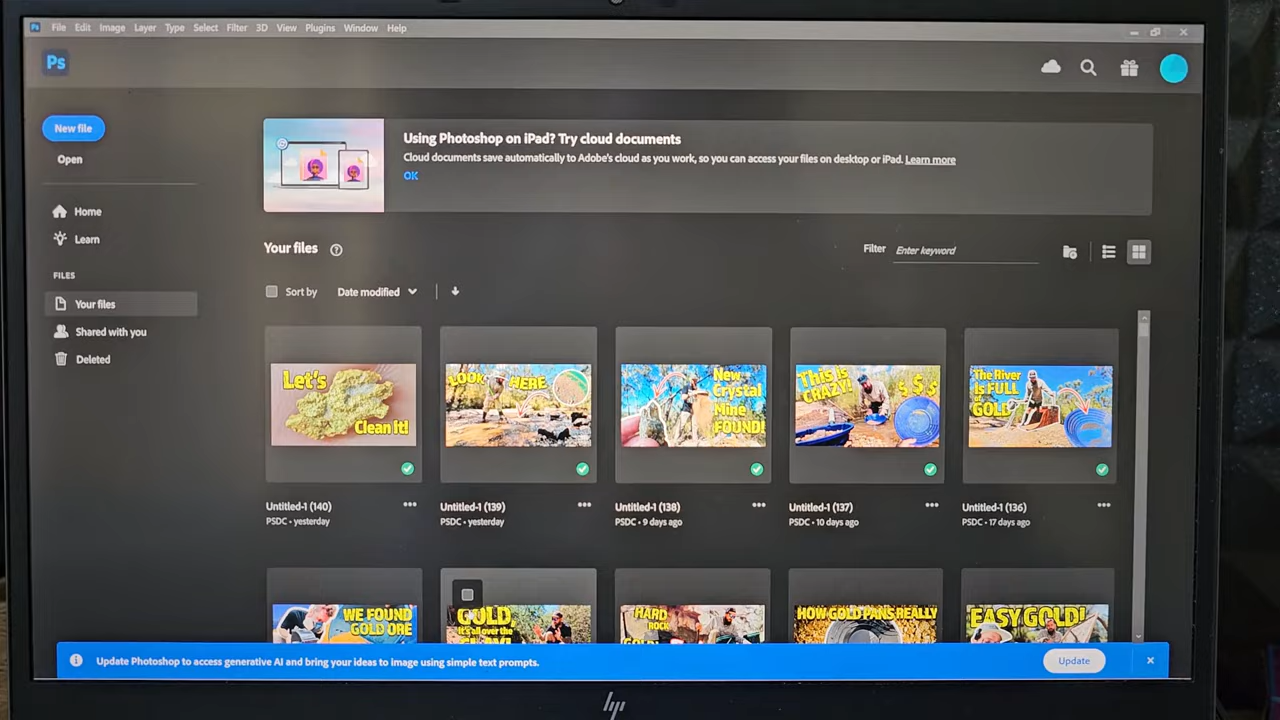 Ps File Edit Image Layer Type Select Filter 3D View Plugins Window Help
Ps
New file
Open
Home
Learn
FILES
Your files
Shared with you
Deleted
Using Photoshop on iPad? Try cloud documents
Cloud documents save automatically to Adobe's cloud as you work, so you can access your files on desktop or iPad. Learn more
OK
Your files ?
Filter Enter keyword
Sort by Date modified
Let's
Clean It!
LOOK HERE
New
Crystal
Mine
FOUND!
This is
CRAZY!
$$$
The River
Is FULL
of
GOLD
Untitled-1 (140)
PSDC • yesterday
Untitled-1 (139)
PSDC • yesterday
Untitled-1 (138)
PSDC • 9 days ago
Untitled-1 (137)
PSDC • 10 days ago
Untitled-1 (136)
PSDC • 17 days ago
WE FOUND
GOLD ORE
GOLD
It's all over the
HARD
ROCK
HOW GOLD PANS REALLY
EASY GOLD!
Update Photoshop to access generative AI and bring your ideas to image using simple text prompts.
Update
hp